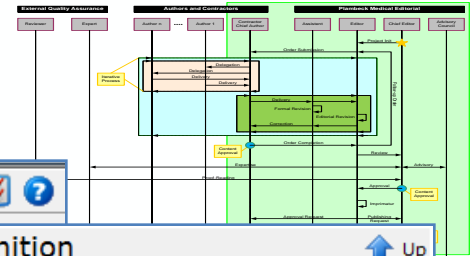 External Quality Assurance
Authors and Contractors
Plambeck Medical Editorial
Reviewer
Expert
Author n
....
Author 1
Contractor
Chief Author
Assistant
Editor
Chief Editor
Advisory
Council
Project Init
Order Submission
Delegation
Delegation
Delivery
Delivery
Iterative
Process
Delivery
Formal Revision
Editorial Revision
Correction
Order Completion
Content
Approval
Review
Expertise
Advisory
Proof Reading
Approval
Content
Approval
Imprimatur
Approval Request
Publishing
Request
nition
Up